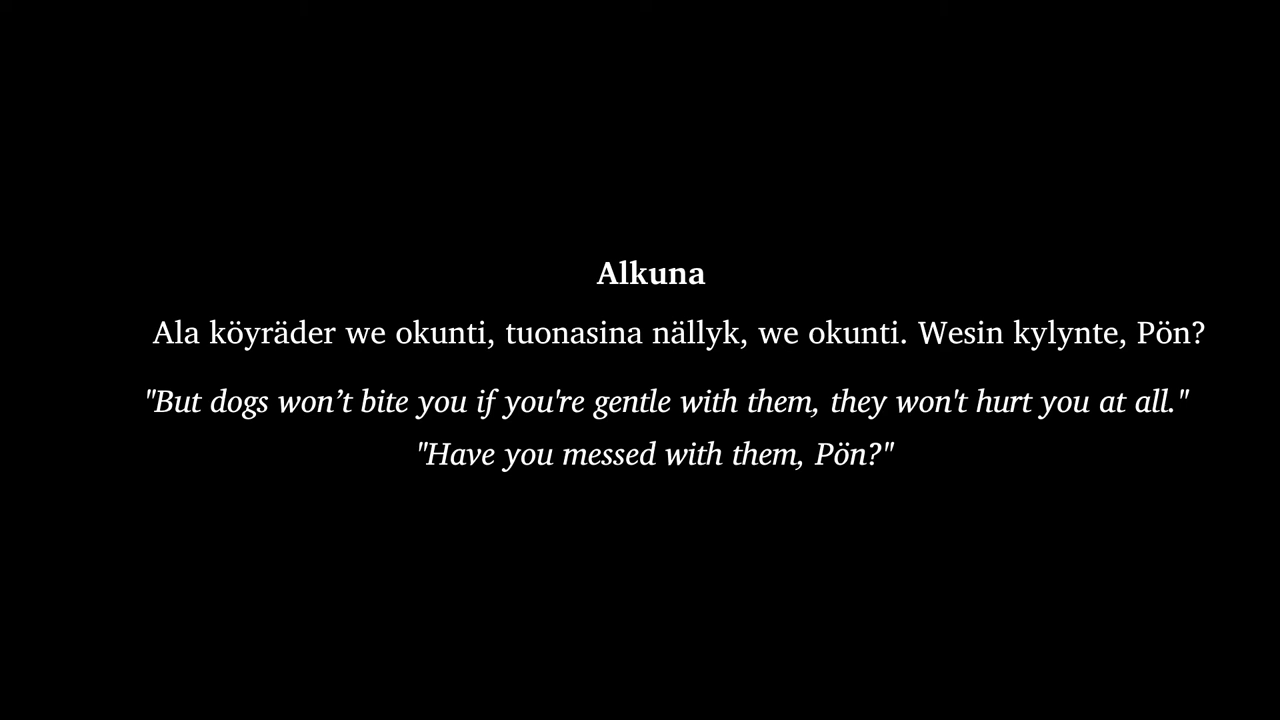 Alkuna
Ala köyräder we okunti, tuonasina nällyk, we okunti. Wesin kylynte, Pön?
"But dogs won’t bite you if you're gentle with them, they won't hurt you at all."
"Have you messed with them, Pön?"